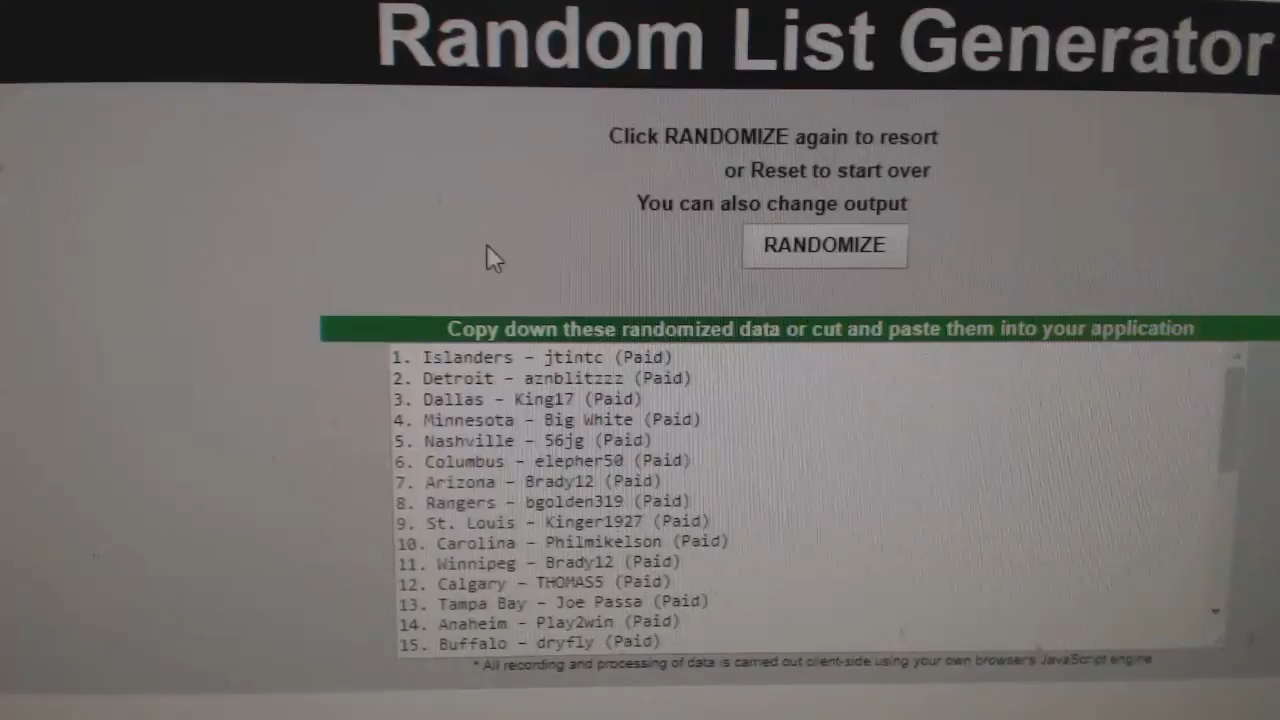 Random List Generator
Click RANDOMIZE again to resort
or Reset to start over
You can also change output
RANDOMIZE
Copy down these randomized data or cut and paste them into your application
1. Islanders - jtintc (Paid)
2. Detroit - aznblitzzz (Paid)
3. Dallas - King17 (Paid)
4. Minnesota - Big White (Paid)
5. Nashville - 56jg (Paid)
6. Columbus - elepher50 (Paid)
7. Arizona - Brady12 (Paid)
8. Rangers - bgolden319 (Paid)
9. St. Louis - Kinger1927 (Paid)
10. Carolina - Philmikelson (Paid)
11. Winnipeg - Brady12 (Paid)
12. Calgary - THOMAS5 (Paid)
13. Tampa Bay - Joe Passa (Paid)
14. Anaheim - Play2win (Paid)
15. Buffalo - dryfly (Paid)
* All recording and processing of data is carried out client-side using your own browser's JavaScript engine